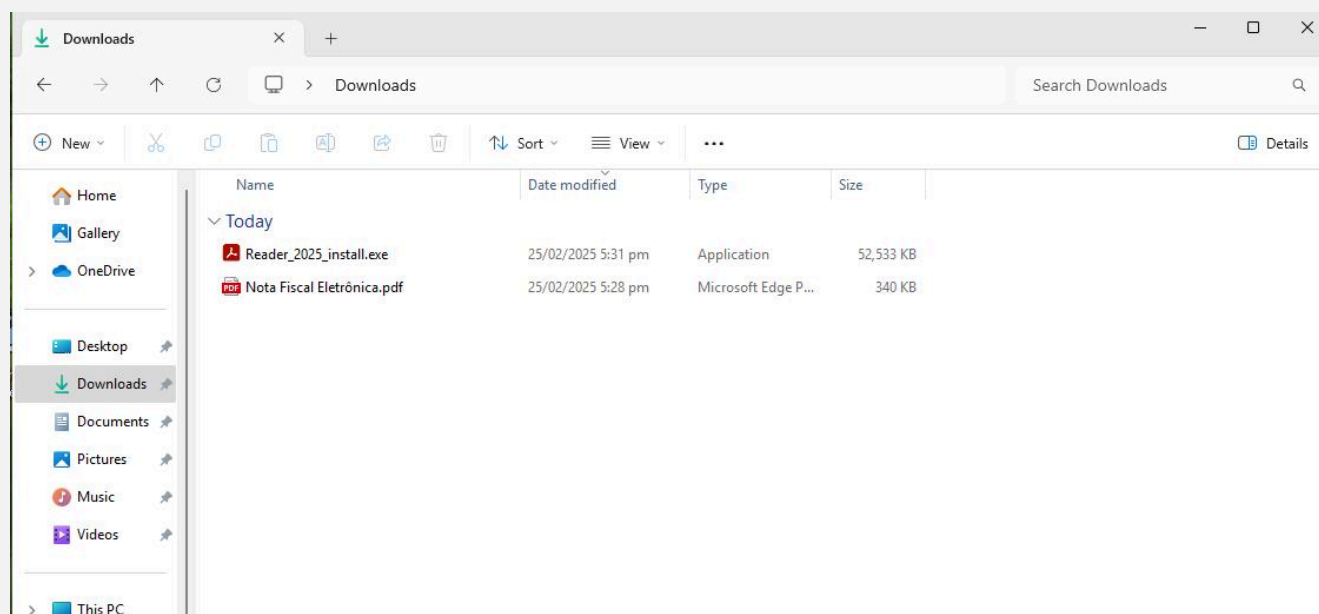 Downloads
Downloads
Search Downloads
New
Sort
View
Details
Home
Gallery
OneDrive
Desktop
Downloads
Documents
Pictures
Music
Videos
This PC
Name Date modified Type Size
Today
Reader_2025_install.exe 25/02/2025 5:31 pm Application 52,533 KB
PDF Nota Fiscal Eletrônica.pdf 25/02/2025 5:28 pm Microsoft Edge P... 340 KB